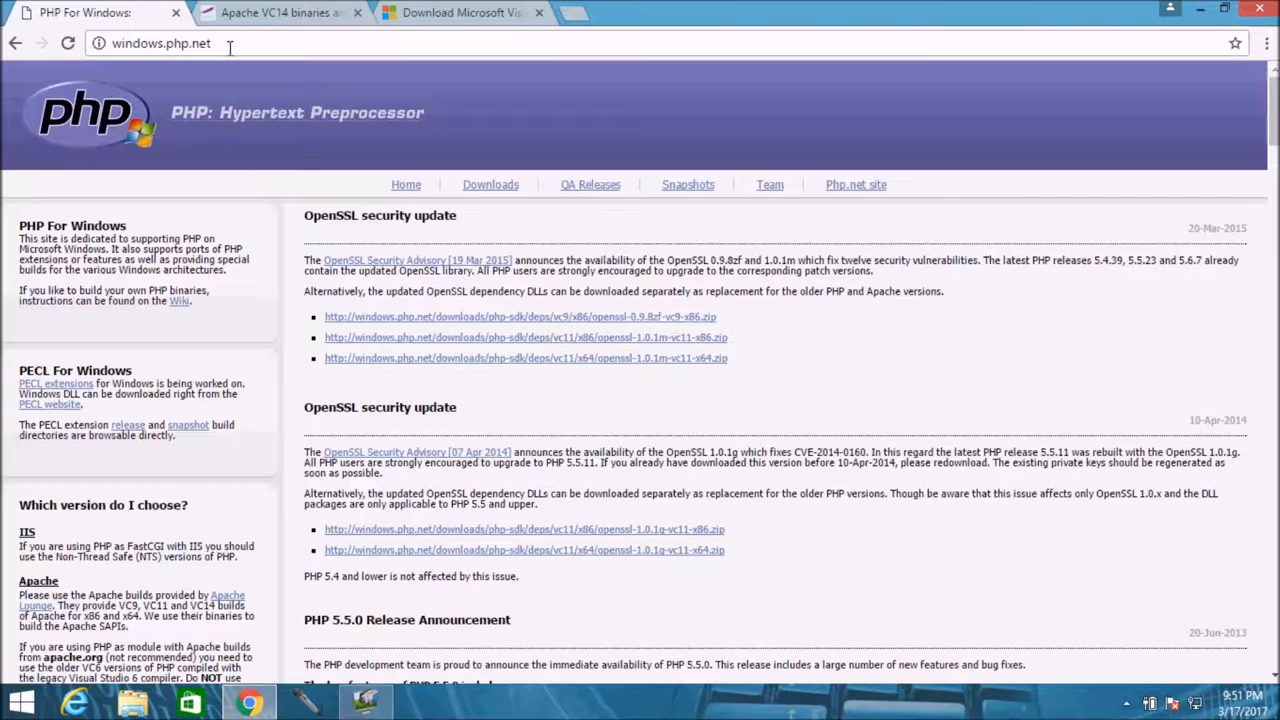 PHP For Windows:
Apache VC14 binaries an
Download Microsoft Vis
windows.php.net
php
PHP: Hypertext Preprocessor
Home
Downloads
QA Releases
Snapshots
Team
Php.net site
PHP For Windows
This site is dedicated to supporting PHP on
Microsoft Windows. It also supports ports of PHP
extensions or features as well as providing special
builds for the various Windows architectures.
If you like to build your own PHP binaries,
instructions can be found on the Wiki.
PECL For Windows
PECL extensions for Windows is being worked on.
Windows DLL can be downloaded right from the
PECL website.
The PECL extension release and snapshot build
directories are browsable directly.
Which version do I choose?
IIS
If you are using PHP as FastCGI with IIS you should
use the Non-Thread Safe (NTS) versions of PHP.
Apache
Please use the Apache builds provided by Apache
Lounge. They provide VC9, VC11 and VC14 builds
of Apache for x86 and x64. We use their binaries to
build the Apache SAPIs.
If you are using PHP as module with Apache builds
from apache.org (not recommended) you need to
use the older VC6 versions of PHP compiled with
the legacy Visual Studio 6 compiler. Do NOT use
OpenSSL security update
20-Mar-2015
The OpenSSL Security Advisory [19 Mar 2015] announces the availability of the OpenSSL 0.9.8zf and 1.0.1m which fix twelve security vulnerabilities. The latest PHP releases 5.4.39, 5.5.23 and 5.6.7 already
contain the updated OpenSSL library. All PHP users are strongly encouraged to upgrade to the corresponding patch versions.
Alternatively, the updated OpenSSL dependency DLLs can be downloaded separately as replacement for the older PHP and Apache versions.
http://windows.php.net/downloads/php-sdk/deps/vc9/x86/openssl-0.9.8zf-vc9-x86.zip
http://windows.php.net/downloads/php-sdk/deps/vc11/x86/openssl-1.0.1m-vc11-x86.zip
http://windows.php.net/downloads/php-sdk/deps/vc11/x64/openssl-1.0.1m-vc11-x64.zip
OpenSSL security update
10-Apr-2014
The OpenSSL Security Advisory [07 Apr 2014] announces the availability of the OpenSSL 1.0.1g which fixes CVE-2014-0160. In this regard the latest PHP release 5.5.11 was rebuilt with the OpenSSL 1.0.1g.
All PHP users are strongly encouraged to upgrade to PHP 5.5.11. If you already have downloaded this version before 10-Apr-2014, please redownload. The existing private keys should be regenerated as
soon as possible.
Alternatively, the updated OpenSSL dependency DLLs can be downloaded separately as replacement for the older PHP versions. Though be aware that this issue affects only OpenSSL 1.0.x and the DLL
packages are only applicable to PHP 5.5 and upper.
http://windows.php.net/downloads/php-sdk/deps/vc11/x86/openssl-1.0.1g-vc11-x86.zip
http://windows.php.net/downloads/php-sdk/deps/vc11/x64/openssl-1.0.1g-vc11-x64.zip
PHP 5.4 and lower is not affected by this issue.
PHP 5.5.0 Release Announcement
20-Jun-2013
The PHP development team is proud to announce the immediate availability of PHP 5.5.0. This release includes a large number of new features and bug fixes.
9:51 PM
3/17/2017